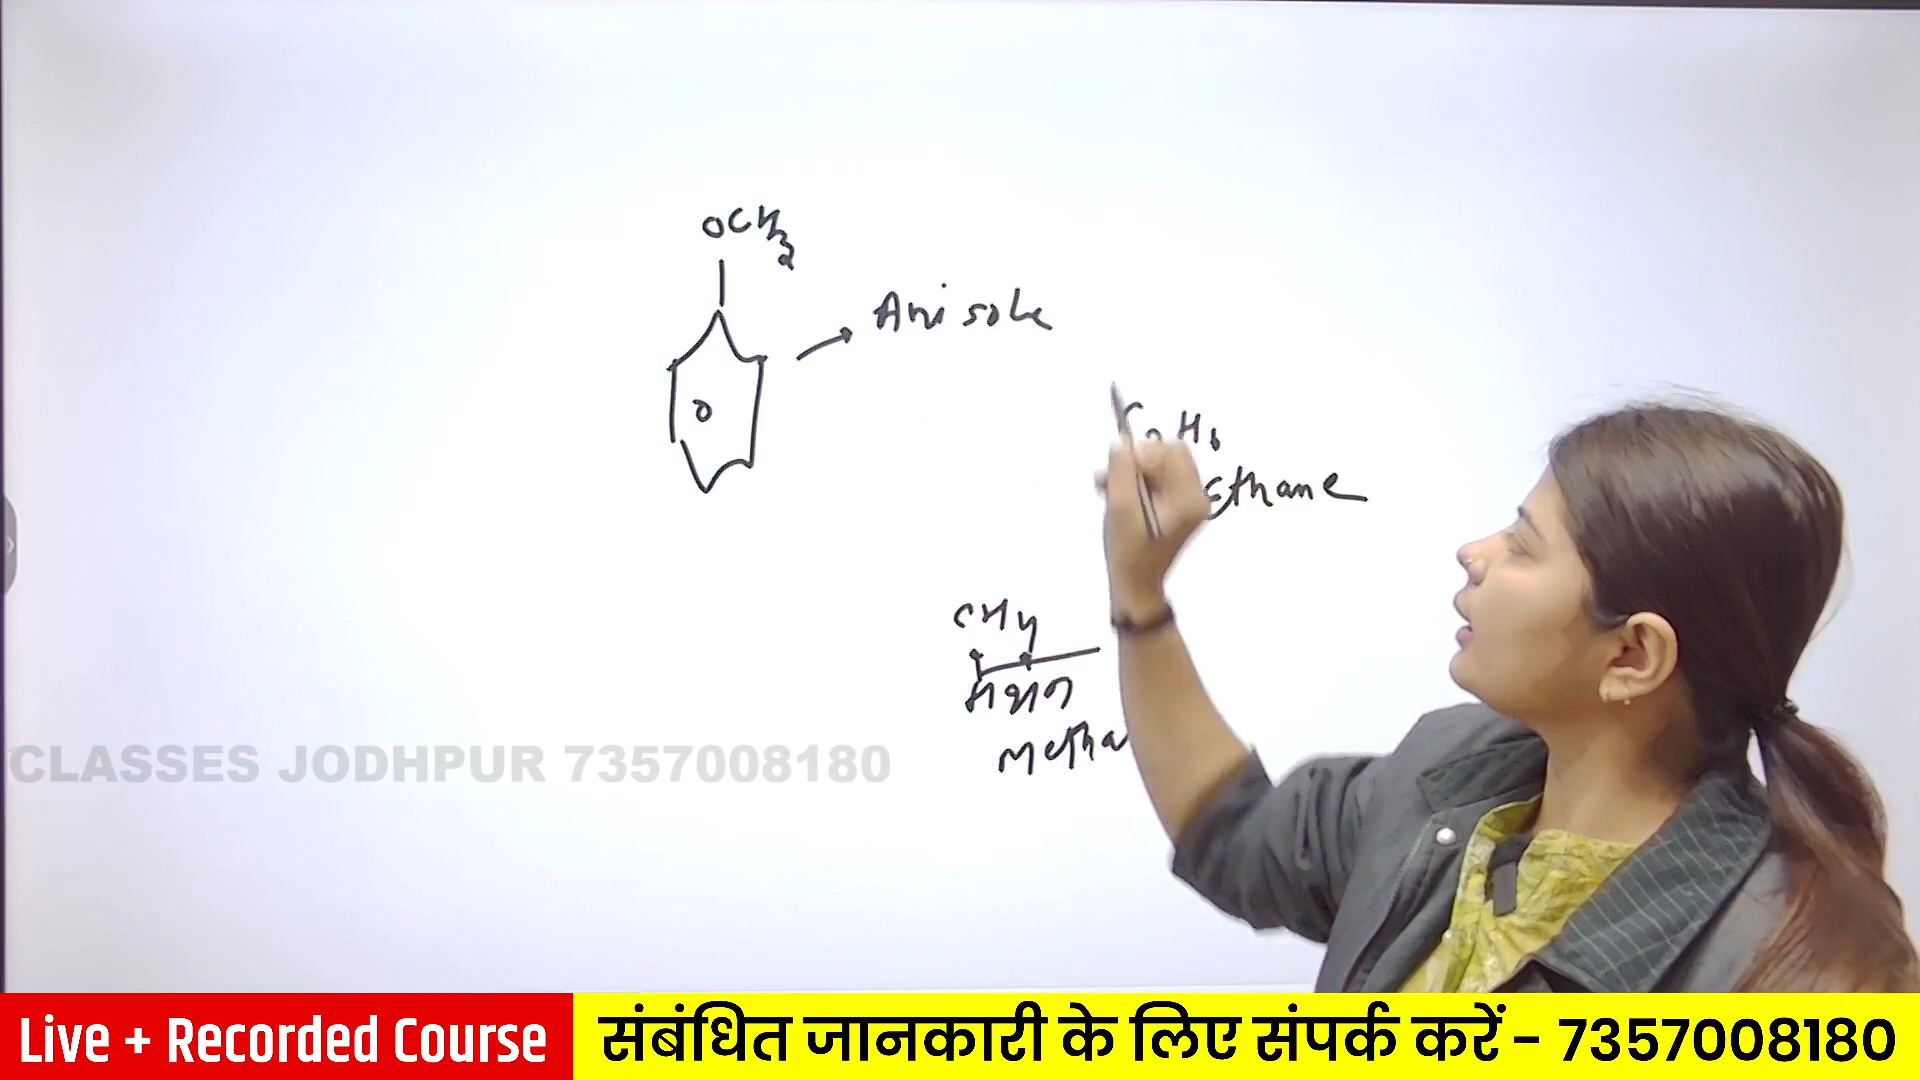 OCH3
Anisole
C2H6
Ethane
CH4
मेथेन
Metha
CLASSES JODHPUR 7357008180
Live + Recorded Course
संबंधित जानकारी के लिए संपर्क करें - 7357008180